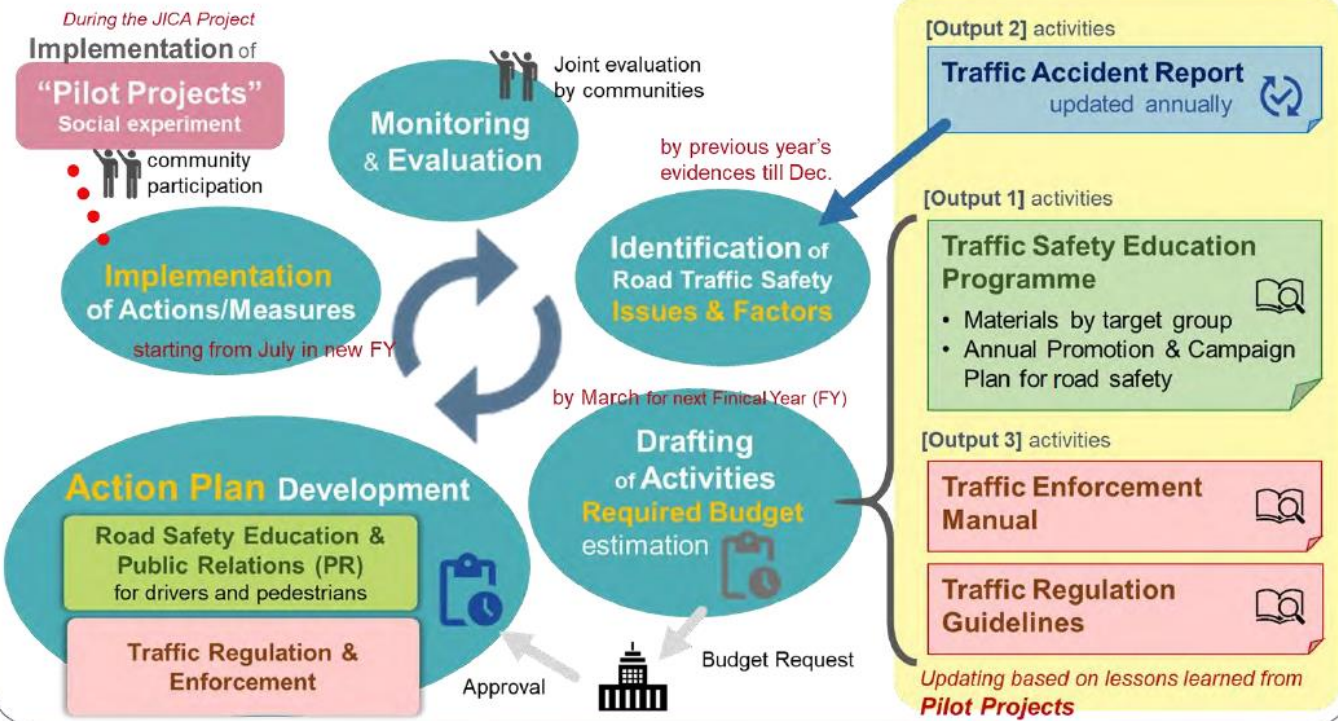 During the JICA Project
Implementation of
“Pilot Projects”
Social experiment
community
participation
Monitoring
& Evaluation
Joint evaluation
by communities
by previous year’s
evidences till Dec.
Identification of
Road Traffic Safety
Issues & Factors
Implementation
of Actions/Measures
starting from July in new FY
by March for next Finical Year (FY)
Drafting
of Activities
Required Budget
estimation
Action Plan Development
Road Safety Education &
Public Relations (PR)
for drivers and pedestrians
Traffic Regulation &
Enforcement
Approval
Budget Request
[Output 2] activities
Traffic Accident Report
updated annually
[Output 1] activities
Traffic Safety Education
Programme
• Materials by target group
• Annual Promotion & Campaign
Plan for road safety
[Output 3] activities
Traffic Enforcement
Manual
Traffic Regulation
Guidelines
Updating based on lessons learned from
Pilot Projects